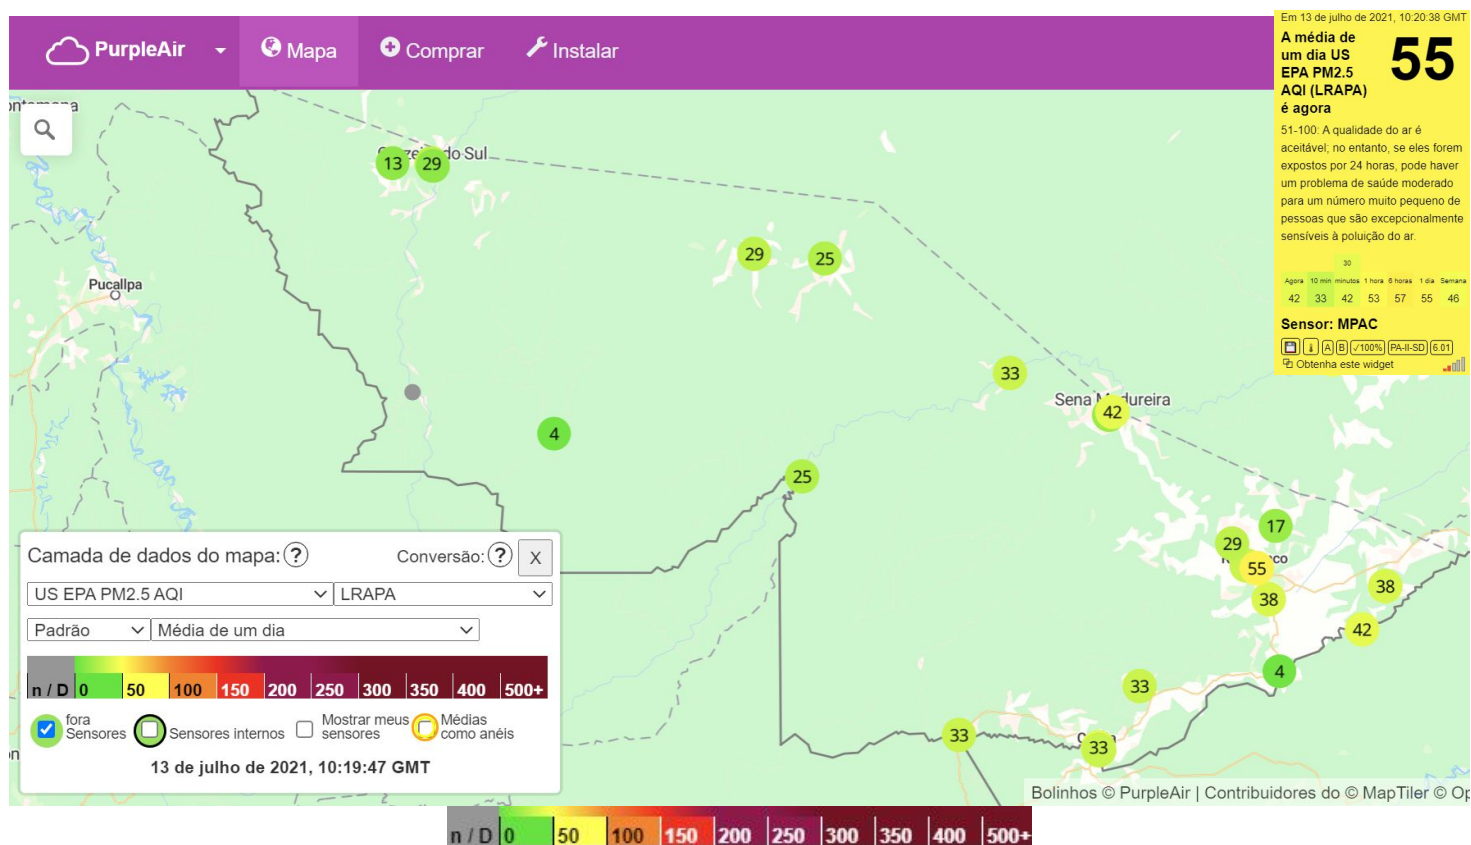 PurpleAir
Mapa
Comprar
Instalar
Em 13 de julho de 2021, 10:20:38 GMT
A média de
um dia US
EPA PM2.5
AQI (LRAPA)
é agora
55
51-100: A qualidade do ar é
aceitável; no entanto, se eles forem
expostos por 24 horas, pode haver
um problema de saúde moderado
para um número muito pequeno de
pessoas que são excepcionalmente
sensíveis à poluição do ar.
30
Agora 10 min minutos 1 hora 6 horas 1 dia Semana
42 33 42 53 57 55 46
Sensor: MPAC
A B ✓100% PA-II-SD 6.01
Obtenha este widget
do Sul
13
29
29
25
Pucallpa
33
Sena
42
4
25
17
29
55
co
38
38
42
4
33
33
33
Camada de dados do mapa: ?
Conversão: ? X
US EPA PM2.5 AQI LRAPA
Padrão Média de um dia
n / D 0 50 100 150 200 250 300 350 400 500+
fora
Sensores
Sensores internos
Mostrar meus
sensores
Médias
como anéis
13 de julho de 2021, 10:19:47 GMT
Bolinhos © PurpleAir | Contribuidores do © MapTiler © Op
n / D 0 50 100 150 200 250 300 350 400 500+